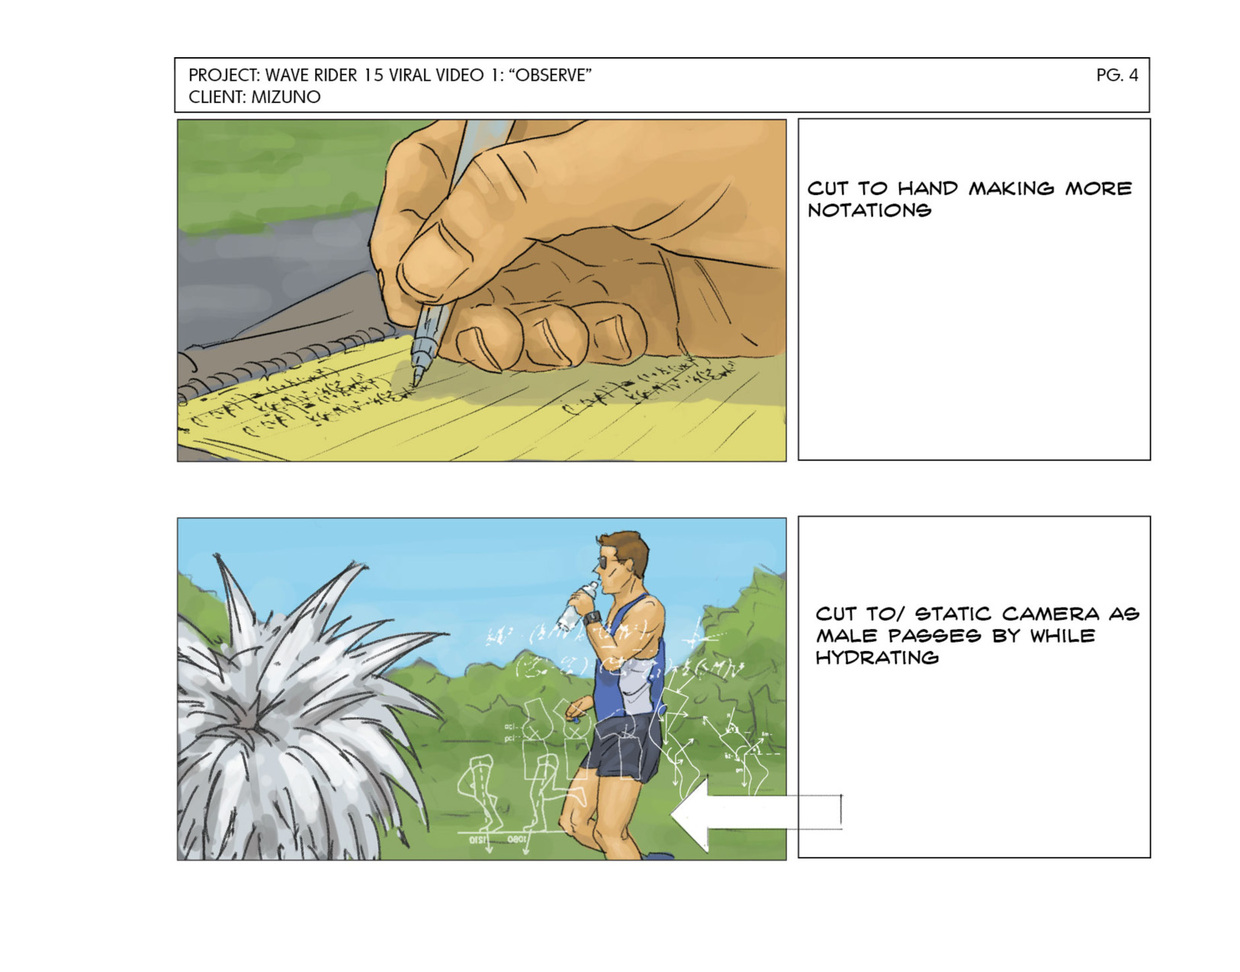 PROJECT: WAVE RIDER 15 VIRAL VIDEO 1: “OBSERVE”
PG. 4
CLIENT: MIZUNO
CUT TO HAND MAKING MORE
NOTATIONS
CUT TO/ STATIC CAMERA AS
MALE PASSES BY WHILE
HYDRATING